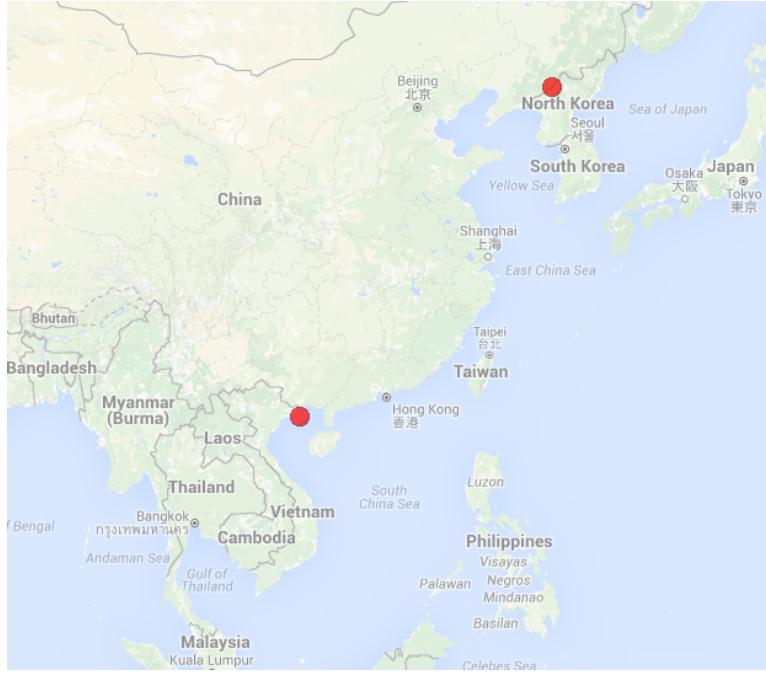 Beijing
北京
North Korea
Sea of Japan
Seoul
서울
South Korea
Osaka
大阪
Japan
Tokyo
東京
Yellow Sea
China
Shanghai
上海
East China Sea
Bhutan
Taipei
台北
Bangladesh
Taiwan
Myanmar
(Burma)
Hong Kong
香港
Laos
Thailand
South
China Sea
Luzon
Vietnam
Bangkok
กรุงเทพมหานคร
f Bengal
Cambodia
Philippines
Andaman Sea
Visayas
Gulf of
Thailand
Palawan
Negros
Mindanao
Basilan
Malaysia
Kuala Lumpur
Celebes Sea